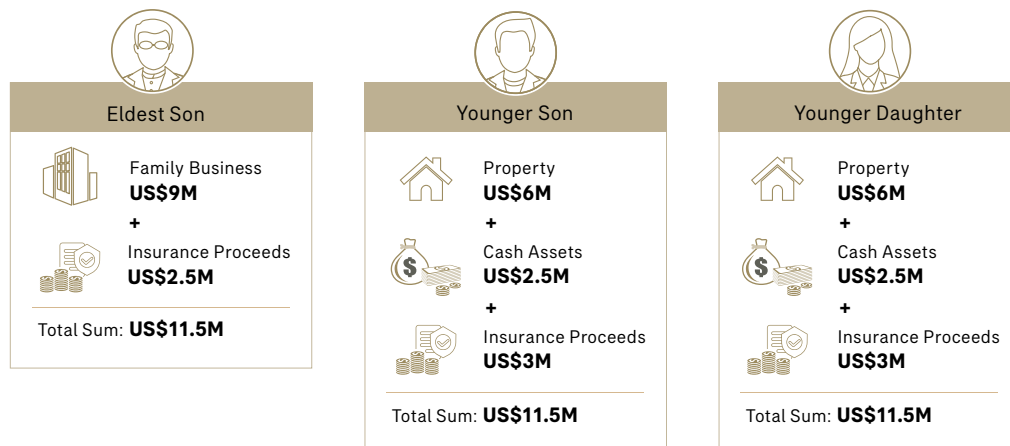 Eldest Son
Family Business
US$9M
+
Insurance Proceeds
US$2.5M
Total Sum: US$11.5M
Younger Son
Property
US$6M
+
$
Cash Assets
US$2.5M
+
Insurance Proceeds
US$3M
Total Sum: US$11.5M
Younger Daughter
Property
US$6M
+
$
Cash Assets
US$2.5M
+
Insurance Proceeds
US$3M
Total Sum: US$11.5M